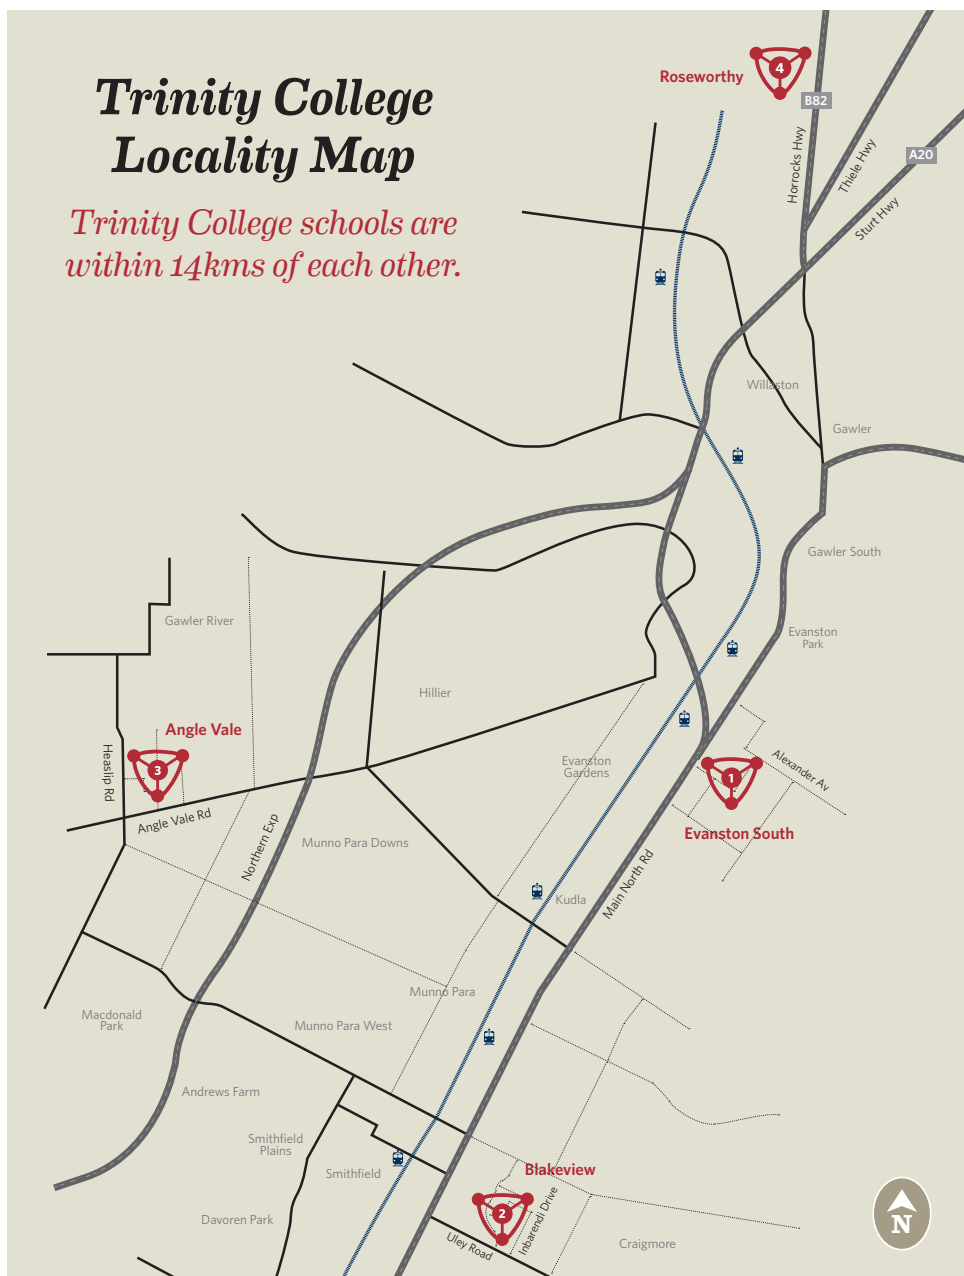 Trinity College
Locality Map
Trinity College schools are
within 14kms of each other.
Roseworthy
4
B82
A20
Horrocks Hwy
Thiele Hwy
Sturt Hwy
Willaston
Gawler
Gawler South
Evanston
Park
Gawler River
Hillier
Angle Vale
3
Heaslip Rd
Angle Vale Rd
Northern Exp
Evanston
Gardens
Alexander Av
1
Evanston South
Munno Para Downs
Main North Rd
Kudla
Munno Para
Macdonald
Park
Munno Para West
Andrews Farm
Smithfield
Plains
Smithfield
Blakeview
2
Inbarendi Drive
Uley Road
Davoren Park
Craigmore
N